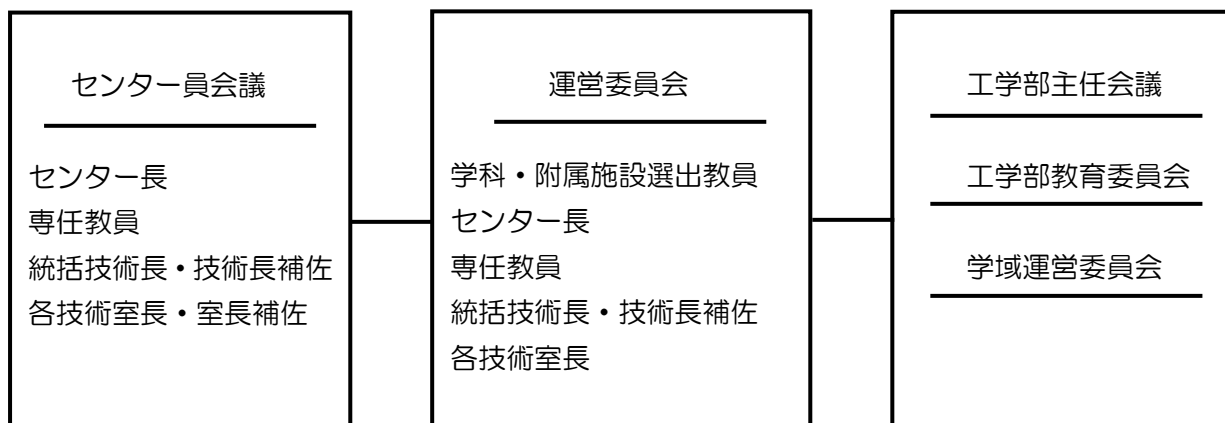 センター員会議
センター長
専任教員
統括技術長・技術長補佐
各技術室長・室長補佐
運営委員会
学科・附属施設選出教員
センター長
専任教員
統括技術長・技術長補佐
各技術室長
工学部主任会議
工学部教育委員会
学域運営委員会